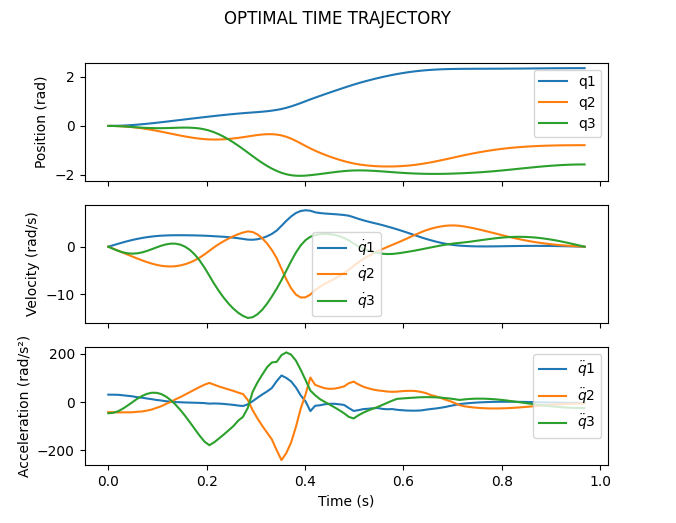 OPTIMAL TIME TRAJECTORY
Position (rad)
2
0
−2
q1
q2
q3
Velocity (rad/s)
0
−10
q̇1
q̇2
q̇3
Acceleration (rad/s²)
200
0
−200
q̈1
q̈2
q̈3
0.0 0.2 0.4 0.6 0.8 1.0
Time (s)